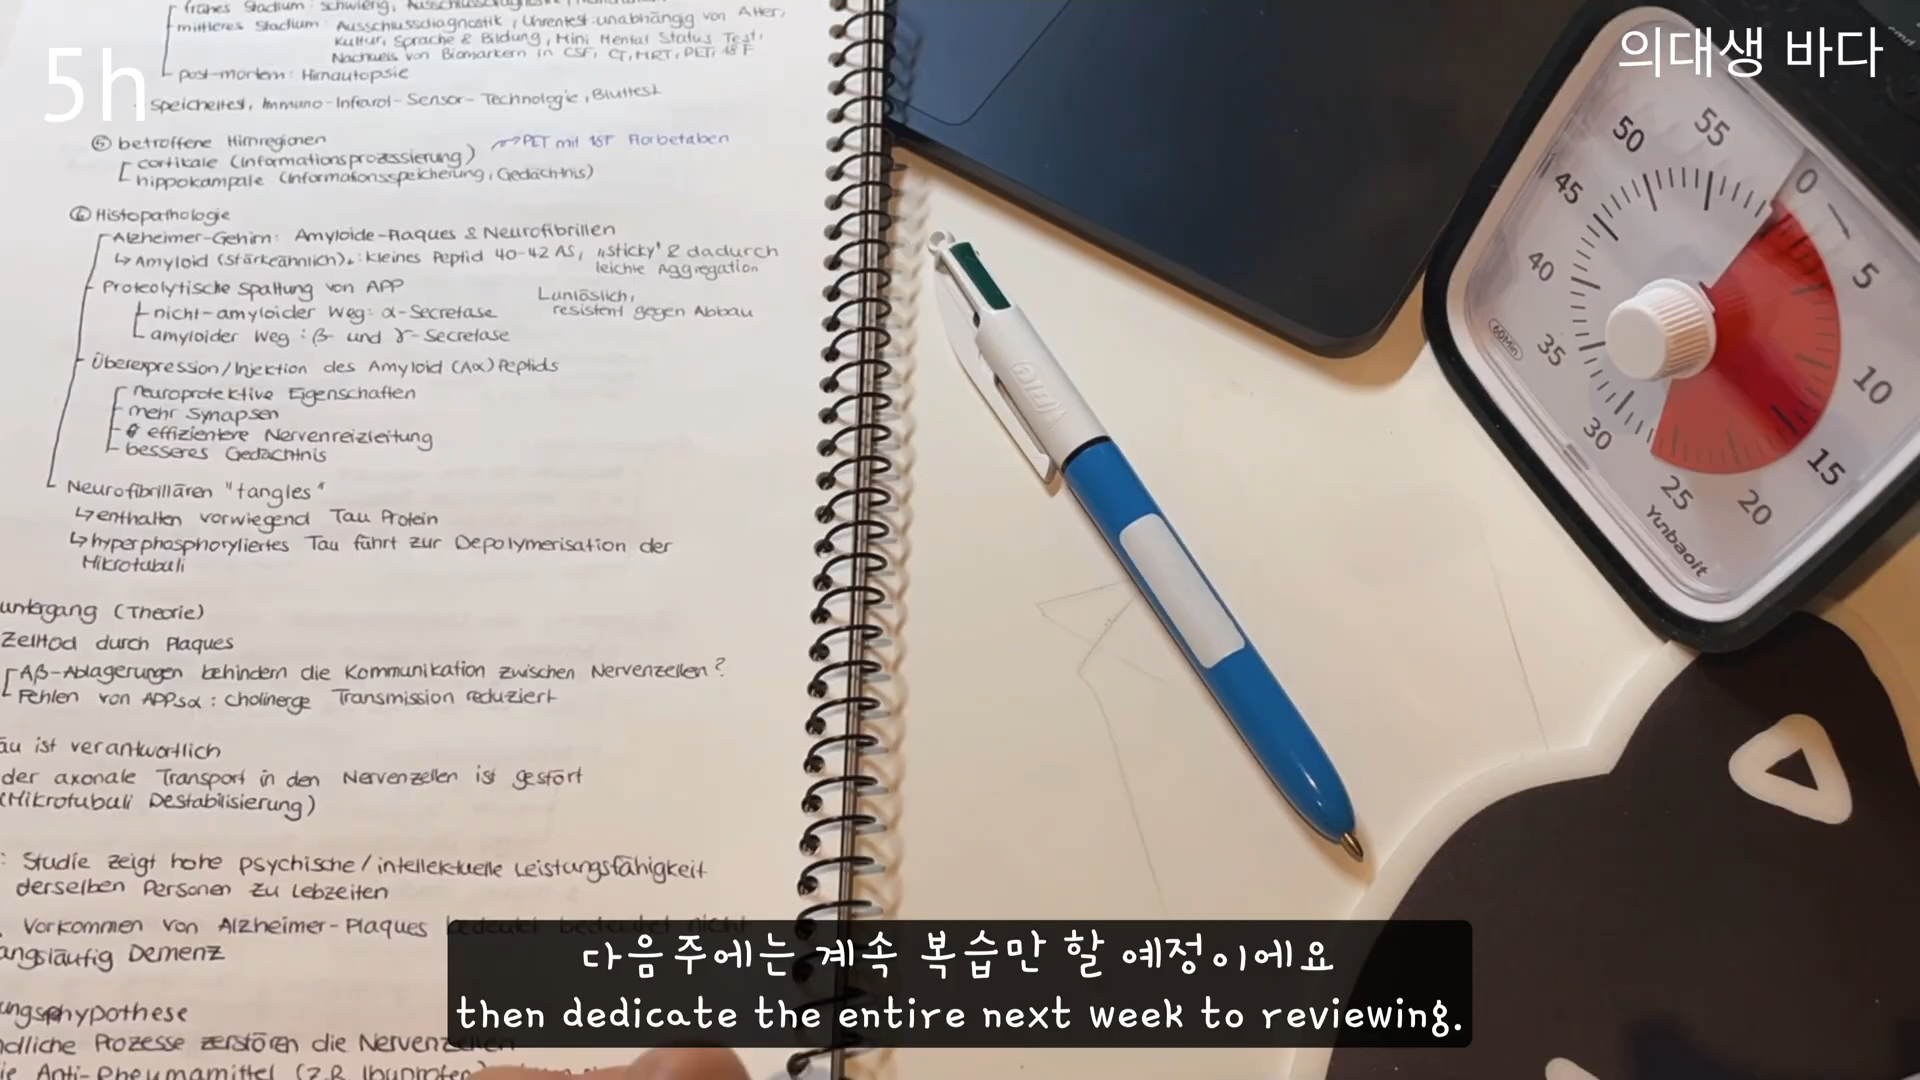 5h
의대생 바다
frühes Stadium: schwierig,
mittleres Stadium: Ausschlussdiagnostik, Uhrentest: unabhängig von Alter,
Kultur, Sprache & Bildung, Mini Mental Status Test,
Nachweis von Biomarkern in CSF, CT, MRT, PET, 18 F
post-mortem: Hirnautopsie
Speicheltest, Immuno-Infrarot-Sensor-Technologie, Bluttest
⑤ betroffene Hirnregionen
PET mit 18F Florbetaben
cortikale (Informationsprozessierung)
hippokampale (Informationsspeicherung, Gedächtnis)
⑥ Histopathologie
Alzheimer-Gehirn: Amyloide-Plaques & Neurofibrillen
↳ Amyloid (stärkeähnlich): kleines Peptid 40-42 AS, "sticky" & dadurch
leichte Aggregation
Proteolytische Spaltung von APP
unlöslich,
resistent gegen Abbau
nicht-amyloider Weg: α-Secretase
amyloider Weg: β- und γ-Secretase
Überexpression/Injektion des Amyloid (Aα) Peptids
neuroprotektive Eigenschaften
mehr Synapsen
effizientere Nervenreizleitung
besseres Gedächtnis
Neurofibrillären "tangles"
↳ enthalten vorwiegend Tau Protein
↳ hyperphosphoryliertes Tau führt zur Depolymerisation der
Mikrotubuli
untergang (Theorie)
Zelltod durch Plaques
Aβ-Ablagerungen behindern die Kommunikation zwischen Nervenzellen?
Fehlen von APPsα: cholinerge Transmission reduziert
au ist verantwortlich
der axonale Transport in den Nervenzellen ist gestört
(Mikrotubuli Destabilisierung)
: Studie zeigt hohe psychische/intellektuelle Leistungsfähigkeit
derselben Personen zu Lebzeiten
Vorkommen von Alzheimer-Plaques bedeutet nicht
angsläufig Demenz
ungshypothese
dliche Prozesse zerstören die Nervenzellen
ie Anti-Rheumamittel (z.B. Ibuprofen)
BIC
0
5
10
15
20
25
30
35
40
45
50
55
60Min
Yunbaoit
다음주에는 계속 복습만 할 예정이에요
then dedicate the entire next week to reviewing.